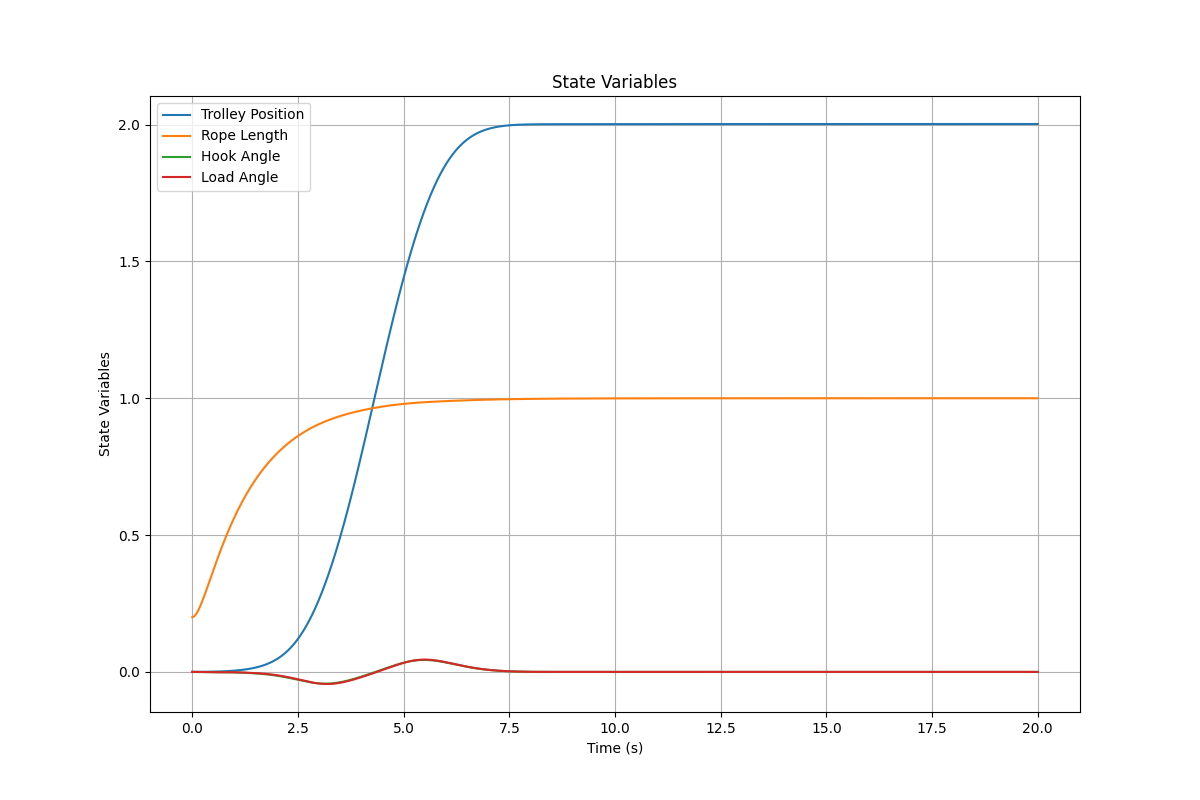 State Variables
Trolley Position
Rope Length
Hook Angle
Load Angle
State Variables
2.0
1.5
1.0
0.5
0.0
0.0 2.5 5.0 7.5 10.0 12.5 15.0 17.5 20.0
Time (s)